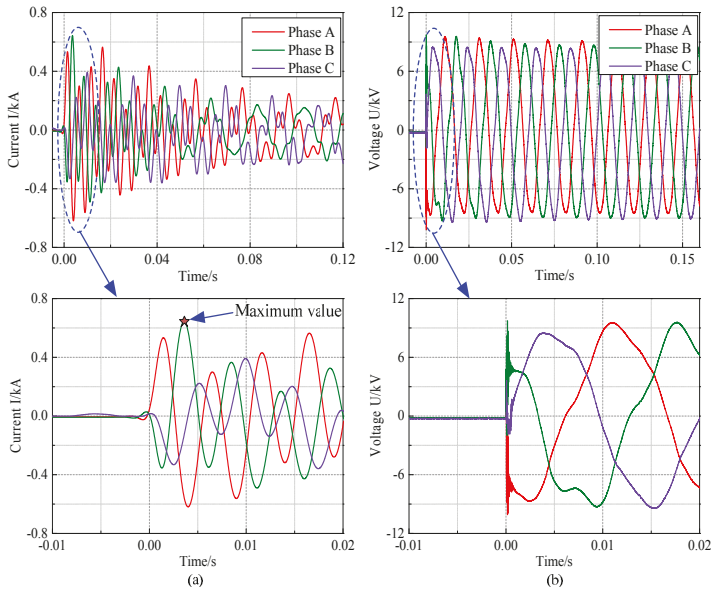 0.8
0.4
0.0
-0.4
-0.8
Current I/kA
Phase A
Phase B
Phase C
0.00
0.04
0.08
0.12
Time/s
12
6
0
-6
-12
Voltage U/kV
Phase A
Phase B
Phase C
0.00
0.05
0.10
0.15
Time/s
0.8
0.4
0.0
-0.4
-0.8
Current I/kA
Maximum value
-0.01
0.00
0.01
0.02
Time/s
(a)
12
6
0
-6
-12
Voltage U/kV
-0.01
0.00
0.01
0.02
Time/s
(b)